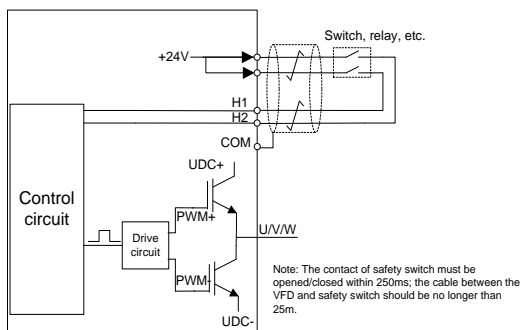 Switch, relay, etc.
+24V
H1
H2
COM
UDC+
Control
circuit
PWM+
Drive
circuit
U/V/W
PWM-
UDC-
Note: The contact of safety switch must be
opened/closed within 250ms; the cable between the
VFD and safety switch should be no longer than
25m.